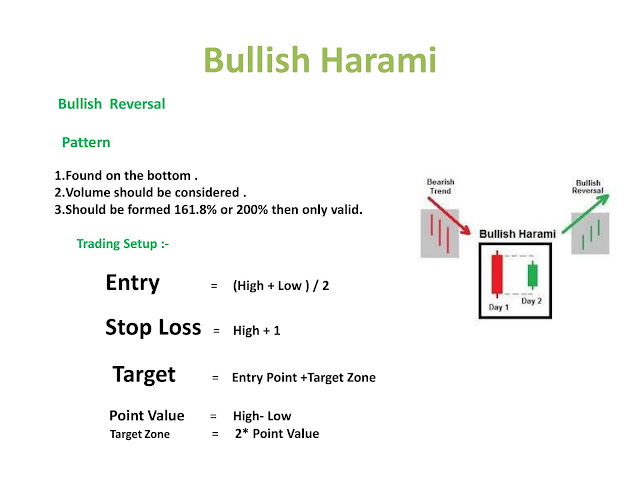 Bullish Harami
Bullish  Reversal
Pattern
1.Found on the bottom .
2.Volume should be considered .
3.Should be formed 161.8% or 200% then only valid.
Trading Setup :-
Entry = (High + Low ) / 2
Stop Loss = High + 1
Target = Entry Point +Target Zone
Point Value = High- Low
Target Zone = 2* Point Value
Bearish
Trend
Bullish
Reversal
Bullish Harami
Day 1
Day 2